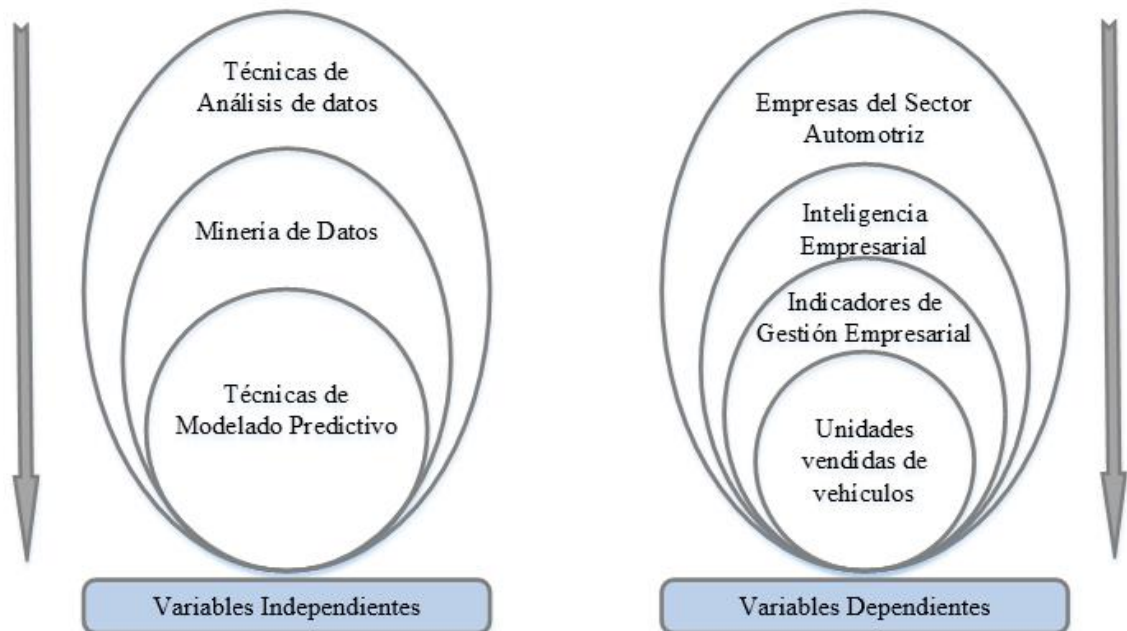 Técnicas de
Análisis de datos
Mineria de Datos
Técnicas de
Modelado Predictivo
Variables Independientes
Empresas del Sector
Automotriz
Inteligencia
Empresarial
Indicadores de
Gestión Empresarial
Unidades
vendidas de
vehículos
Variables Dependientes